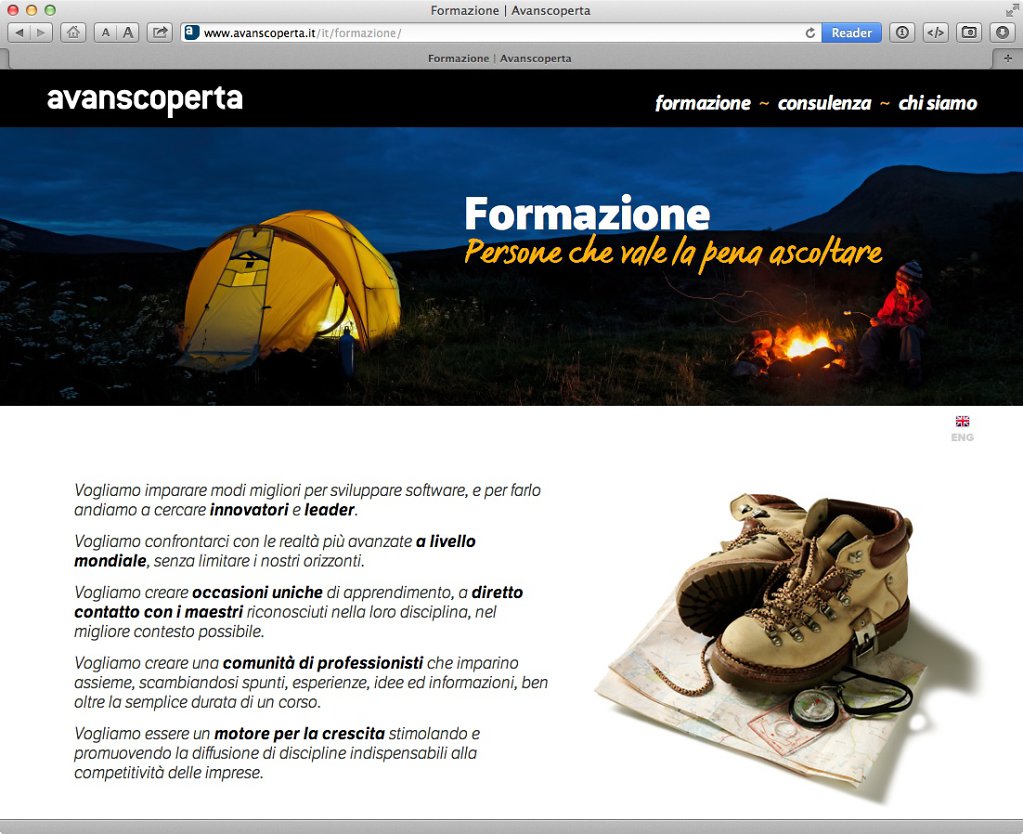 Formazione | Avanscoperta
A A
www.avanscoperta.it/it/formazione/
Reader
Formazione | Avanscoperta
avanscoperta
formazione ~ consulenza ~ chi siamo
Formazione
Persone che vale la pena ascoltare
ENG
Vogliamo imparare modi migliori per sviluppare software, e per farlo
andiamo a cercare innovatori e leader.
Vogliamo confrontarci con le realtà più avanzate a livello
mondiale, senza limitare i nostri orizzonti.
Vogliamo creare occasioni uniche di apprendimento, a diretto
contatto con i maestri riconosciuti nella loro disciplina, nel
migliore contesto possibile.
Vogliamo creare una comunità di professionisti che imparino
assieme, scambiandosi spunti, esperienze, idee ed informazioni, ben
oltre la semplice durata di un corso.
Vogliamo essere un motore per la crescita stimolando e
promuovendo la diffusione di discipline indispensabili alla
competitività delle imprese.